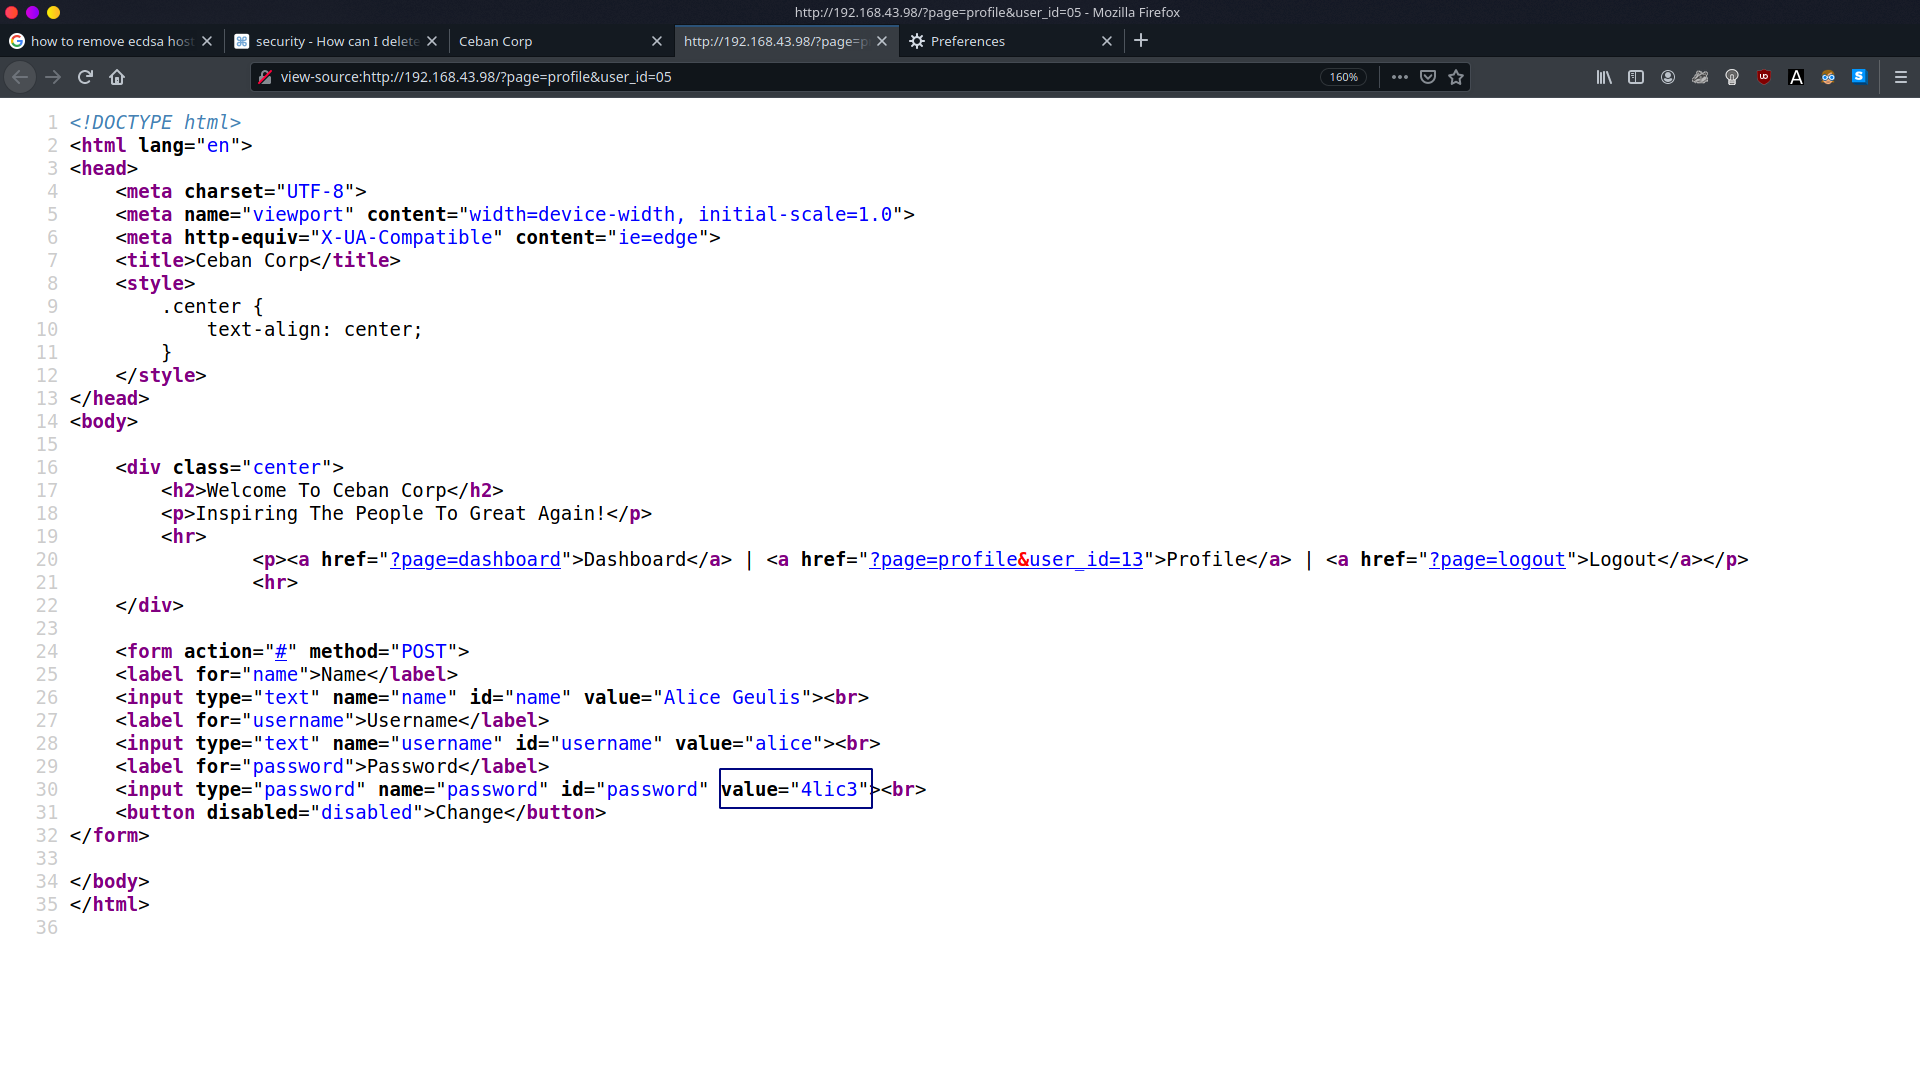 http://192.168.43.98/?page=profile&user_id=05 - Mozilla Firefox
how to remove ecdsa hos
security - How can I delete
Ceban Corp
http://192.168.43.98/?page=p
Preferences
view-source:http://192.168.43.98/?page=profile&user_id=05
160%
1 <!DOCTYPE html>
2 <html lang="en">
3 <head>
4     <meta charset="UTF-8">
5     <meta name="viewport" content="width=device-width, initial-scale=1.0">
6     <meta http-equiv="X-UA-Compatible" content="ie=edge">
7     <title>Ceban Corp</title>
8     <style>
9         .center {
10             text-align: center;
11         }
12     </style>
13 </head>
14 <body>
15
16     <div class="center">
17         <h2>Welcome To Ceban Corp</h2>
18         <p>Inspiring The People To Great Again!</p>
19         <hr>
20                 <p><a href="?page=dashboard">Dashboard</a> | <a href="?page=profile&user_id=13">Profile</a> | <a href="?page=logout">Logout</a></p>
21                 <hr>
22     </div>
23
24     <form action="#" method="POST">
25     <label for="name">Name</label>
26     <input type="text" name="name" id="name" value="Alice Geulis"><br>
27     <label for="username">Username</label>
28     <input type="text" name="username" id="username" value="alice"><br>
29     <label for="password">Password</label>
30     <input type="password" name="password" id="password" value="4lic3"><br>
31     <button disabled="disabled">Change</button>
32 </form>
33
34 </body>
35 </html>
36